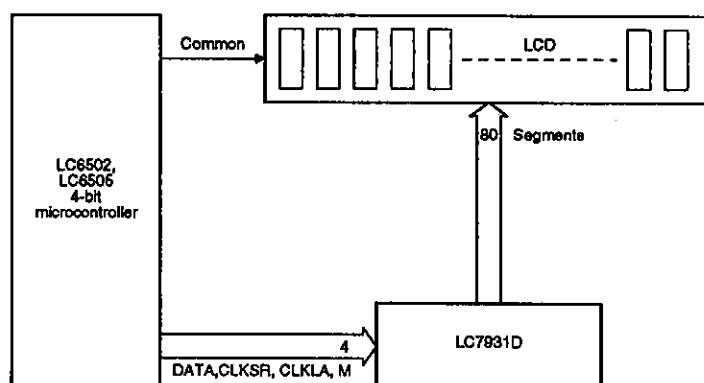 Common
LCD
80 Segments
LC6502,
LC6505
4-bit
microcontroller
LC7931D
4
DATA,CLKSR, CLKLA, M